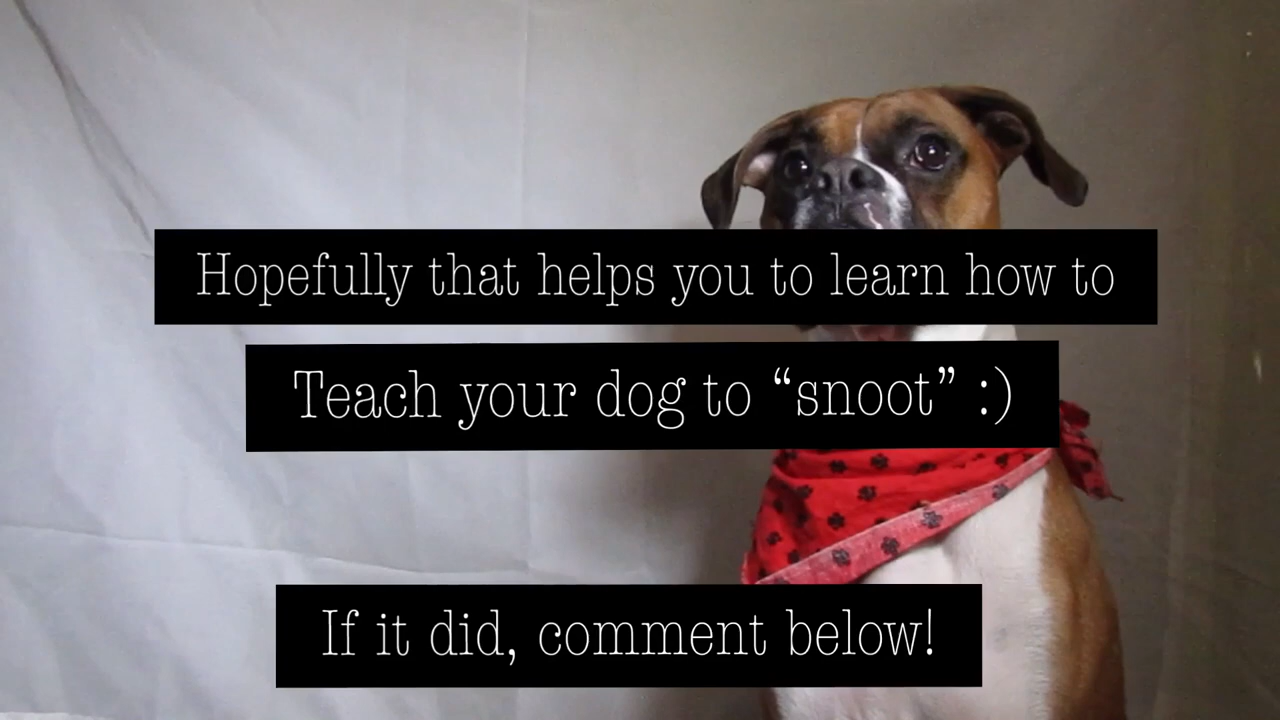 Hopefully that helps you to learn how to
Teach your dog to “snoot” :)
If it did, comment below!